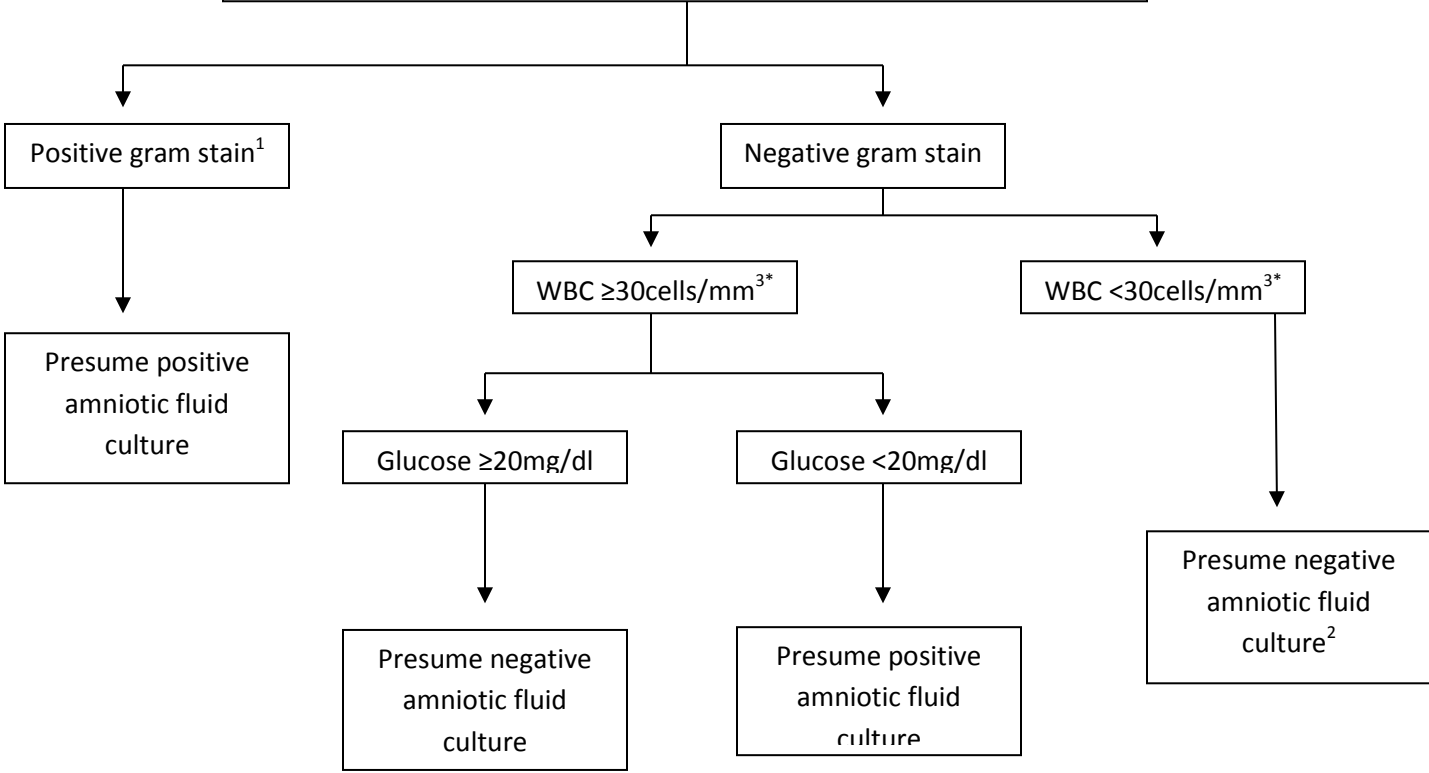 Positive gram stain¹
Negative gram stain
WBC ≥30cells/mm³*
WBC <30cells/mm³*
Presume positive
amniotic fluid
culture
Glucose ≥20mg/dl
Glucose <20mg/dl
Presume negative
amniotic fluid
culture²
Presume negative
amniotic fluid
culture
Presume positive
amniotic fluid
culture